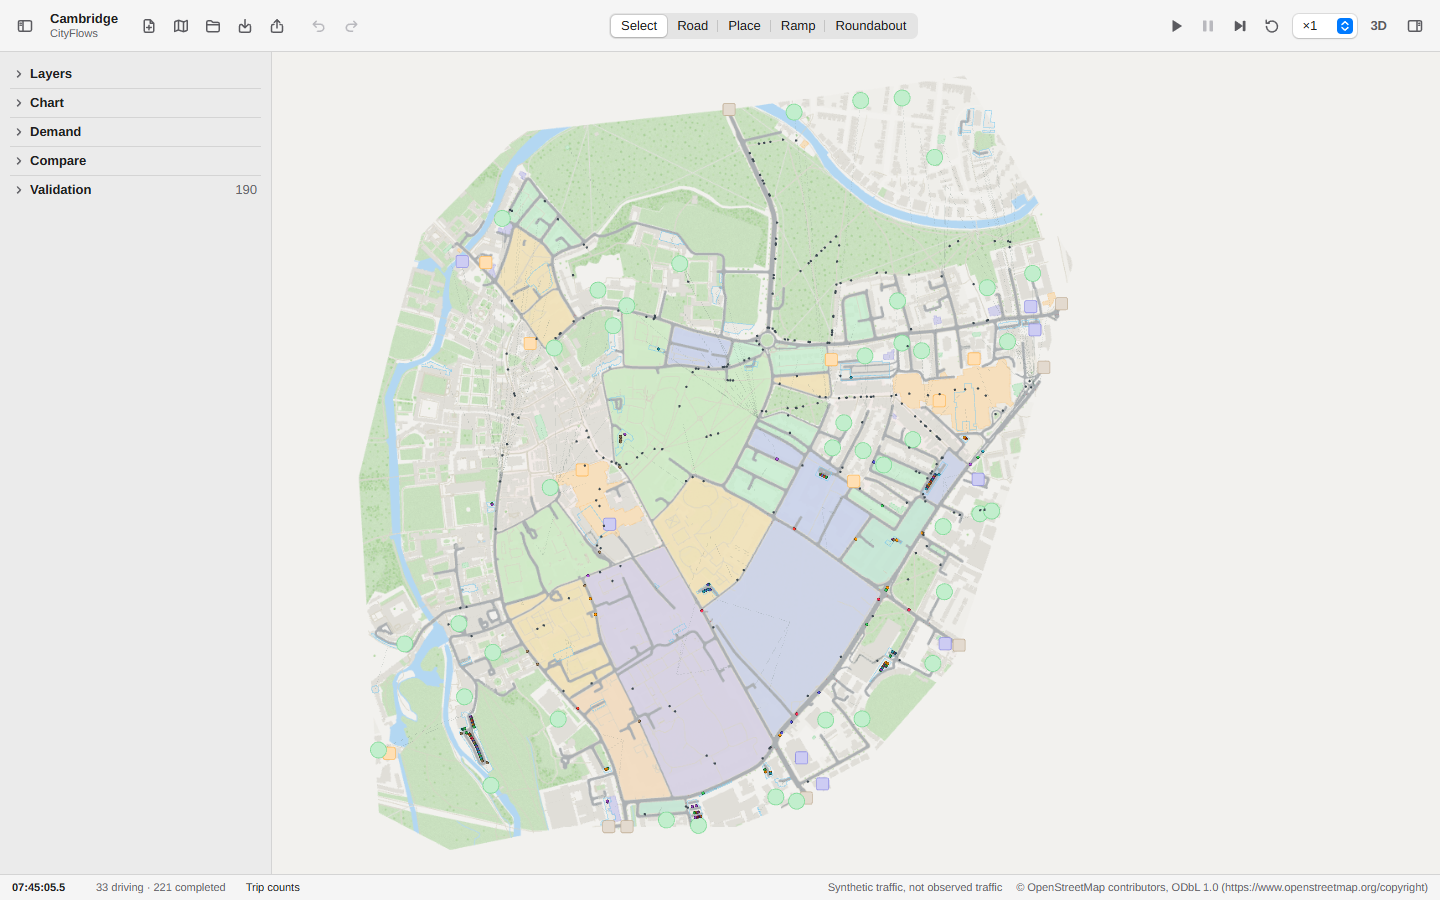 Cambridge
CityFlows
Select Road Place Ramp Roundabout
×1
3D
Layers
Chart
Demand
Compare
Validation 190
07:45:05.5 33 driving · 221 completed Trip counts
Synthetic traffic, not observed traffic © OpenStreetMap contributors, ODbL 1.0 (https://www.openstreetmap.org/copyright)